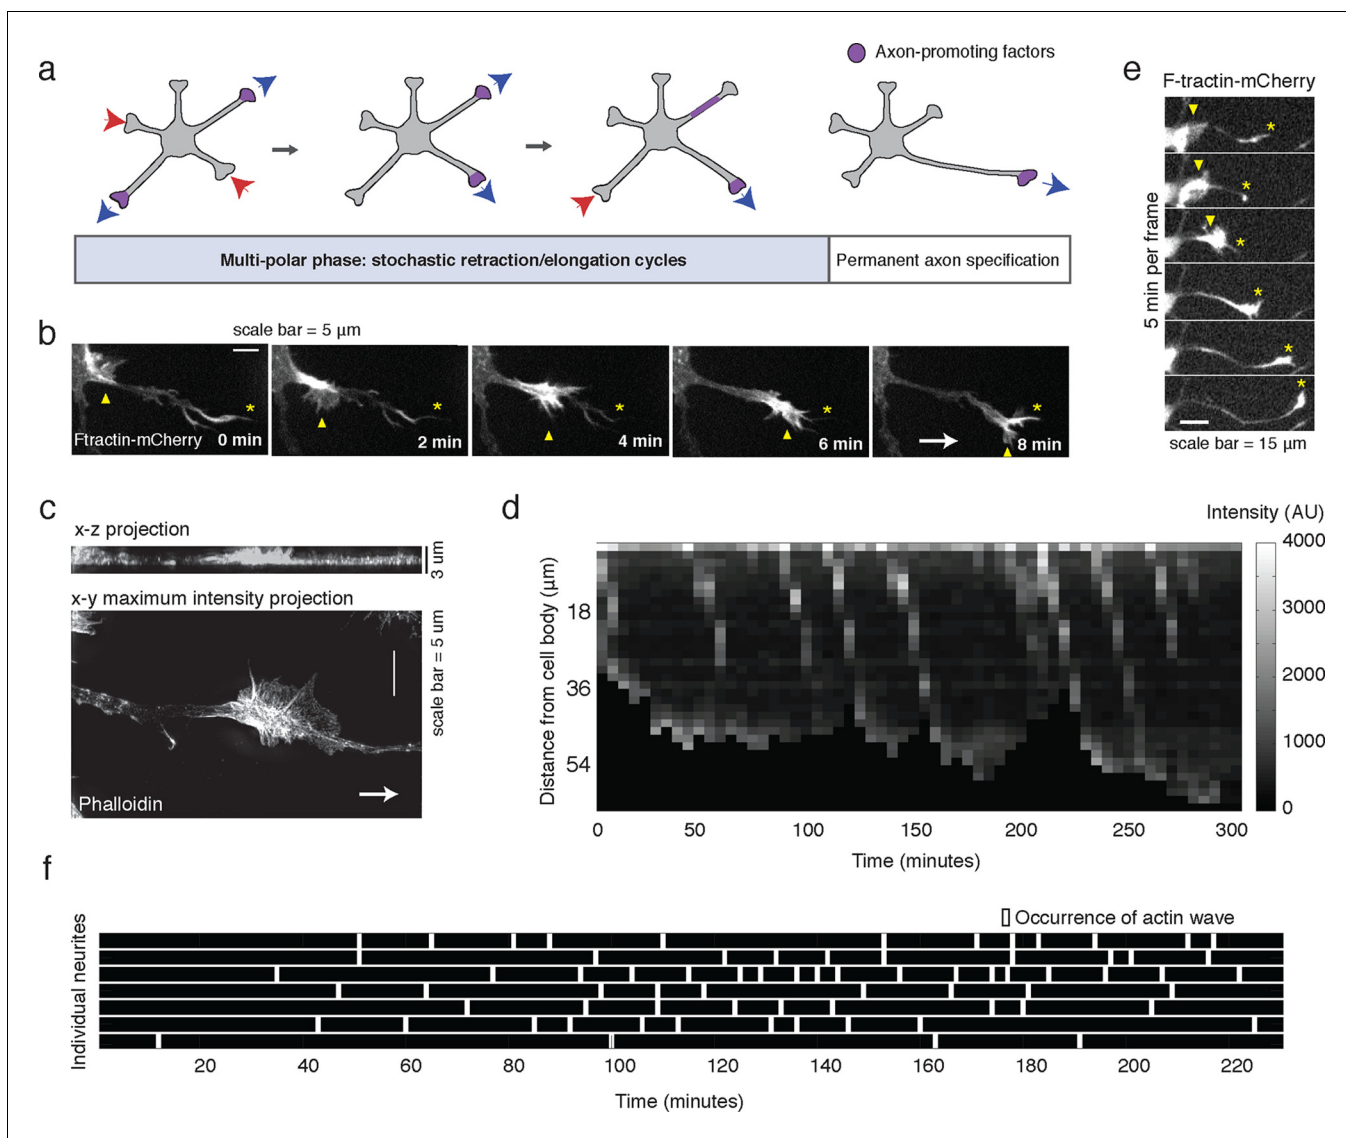 a
Axon-promoting factors
Multi-polar phase: stochastic retraction/elongation cycles
Permanent axon specification
b
scale bar = 5 µm
Ftractin-mCherry
0 min
2 min
4 min
6 min
8 min
e
F-tractin-mCherry
5 min per frame
scale bar = 15 µm
c
x-z projection
3 um
x-y maximum intensity projection
scale bar = 5 um
Phalloidin
d
Intensity (AU)
4000
3000
2000
1000
0
Distance from cell body (µm)
18
36
54
0 50 100 150 200 250 300
Time (minutes)
f
Occurrence of actin wave
Individual neurites
20 40 60 80 100 120 140 160 180 200 220
Time (minutes)